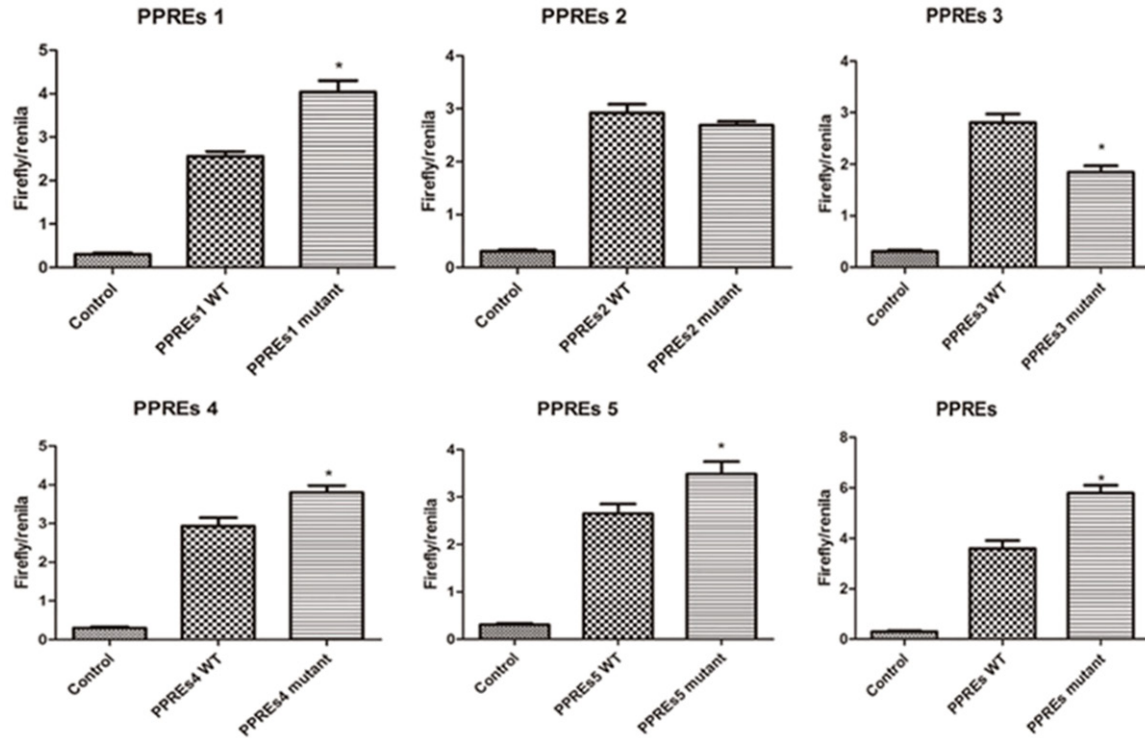 PPREs 1
PPREs 2
PPREs 3
Firefly/renila
5
4
3
2
1
0
*
Control
PPREs1 WT
PPREs1 mutant
Firefly/renila
4
3
2
1
0
Control
PPREs2 WT
PPREs2 mutant
Firefly/renila
4
3
2
1
0
*
Control
PPREs3 WT
PPREs3 mutant
PPREs 4
PPREs 5
PPREs
Firefly/renila
5
4
3
2
1
0
*
Control
PPREs4 WT
PPREs4 mutant
Firefly/renila
4
3
2
1
0
*
Control
PPREs5 WT
PPREs5 mutant
Firefly/renila
8
6
4
2
0
*
Control
PPREs WT
PPREs mutant